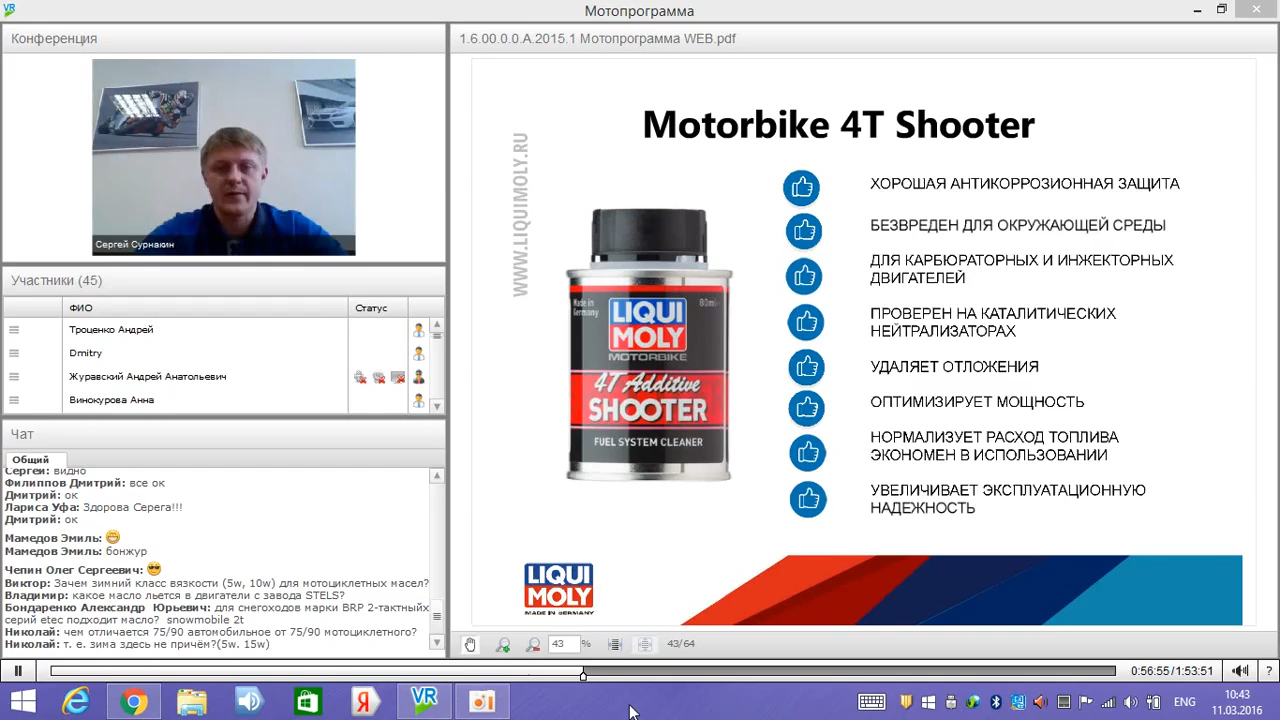 Мотопрограмма
Конференция
Сергей Сурнакин
Участники (45)
ФИО
Статус
Троценко Андрей
Dmitry
Журавский Андрей Анатольевич
Винокурова Анна
Чат
Общий
Сергей: видно
Филиппов Дмитрий: все ок
Дмитрий: ок
Лариса Уфа: Здорова Серега!!!
Дмитрий: ок
Мамедов Эмиль:
Мамедов Эмиль: бонжур
Чепин Олег Сергеевич:
Виктор: Зачем зимний класс вязкости (5w, 10w) для мотоциклетных масел?
Владимир: какое масло льется в двигатели с завода STELS?
Бондаренко Александр Юрьевич: для снегоходов марки BRP 2-тактныйх
серий etec подходит масло? snowmobile 2t
Николай: чем отличается 75/90 автомобильное от 75/90 мотоциклетного?
Николай: т. е. зима здесь не причём?(5w. 15w)
1.6.00.0.0.A.2015.1 Мотопрограмма WEB.pdf
Motorbike 4T Shooter
WWW.LIQUIMOLY.RU
Made in
Germany
80ml
LIQUI
MOLY
MOTORBIKE
4T Additive
SHOOTER
FUEL SYSTEM CLEANER
ХОРОШАЯ АНТИКОРРОЗИОННАЯ ЗАЩИТА
БЕЗВРЕДЕН ДЛЯ ОКРУЖАЮЩЕЙ СРЕДЫ
ДЛЯ КАРБЮРАТОРНЫХ И ИНЖЕКТОРНЫХ
ДВИГАТЕЛЕЙ
ПРОВЕРЕН НА КАТАЛИТИЧЕСКИХ
НЕЙТРАЛИЗАТОРАХ
УДАЛЯЕТ ОТЛОЖЕНИЯ
ОПТИМИЗИРУЕТ МОЩНОСТЬ
НОРМАЛИЗУЕТ РАСХОД ТОПЛИВА
ЭКОНОМЕН В ИСПОЛЬЗОВАНИИ
УВЕЛИЧИВАЕТ ЭКСПЛУАТАЦИОННУЮ
НАДЕЖНОСТЬ
LIQUI
MOLY
MADE IN GERMANY
43 %
43/64
0:56:55/1:53:51
?
VR
ENG
10:43
11.03.2016